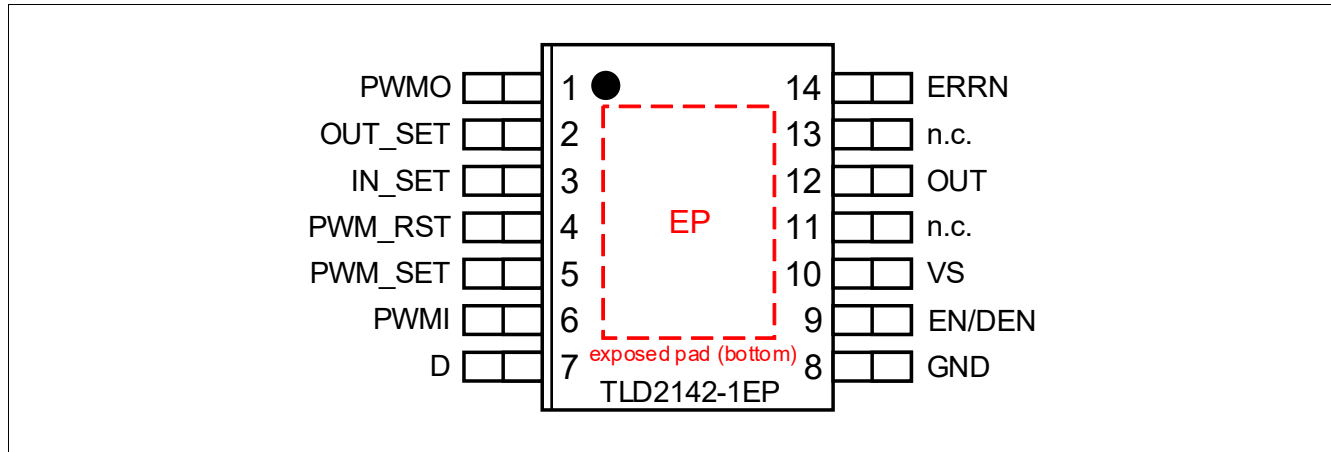 PWMO 1 14 ERRN
OUT_SET 2 13 n.c.
IN_SET 3 12 OUT
PWM_RST 4 EP 11 n.c.
PWM_SET 5 10 VS
PWMI 6 9 EN/DEN
exposed pad (bottom)
D 7 8 GND
TLD2142-1EP